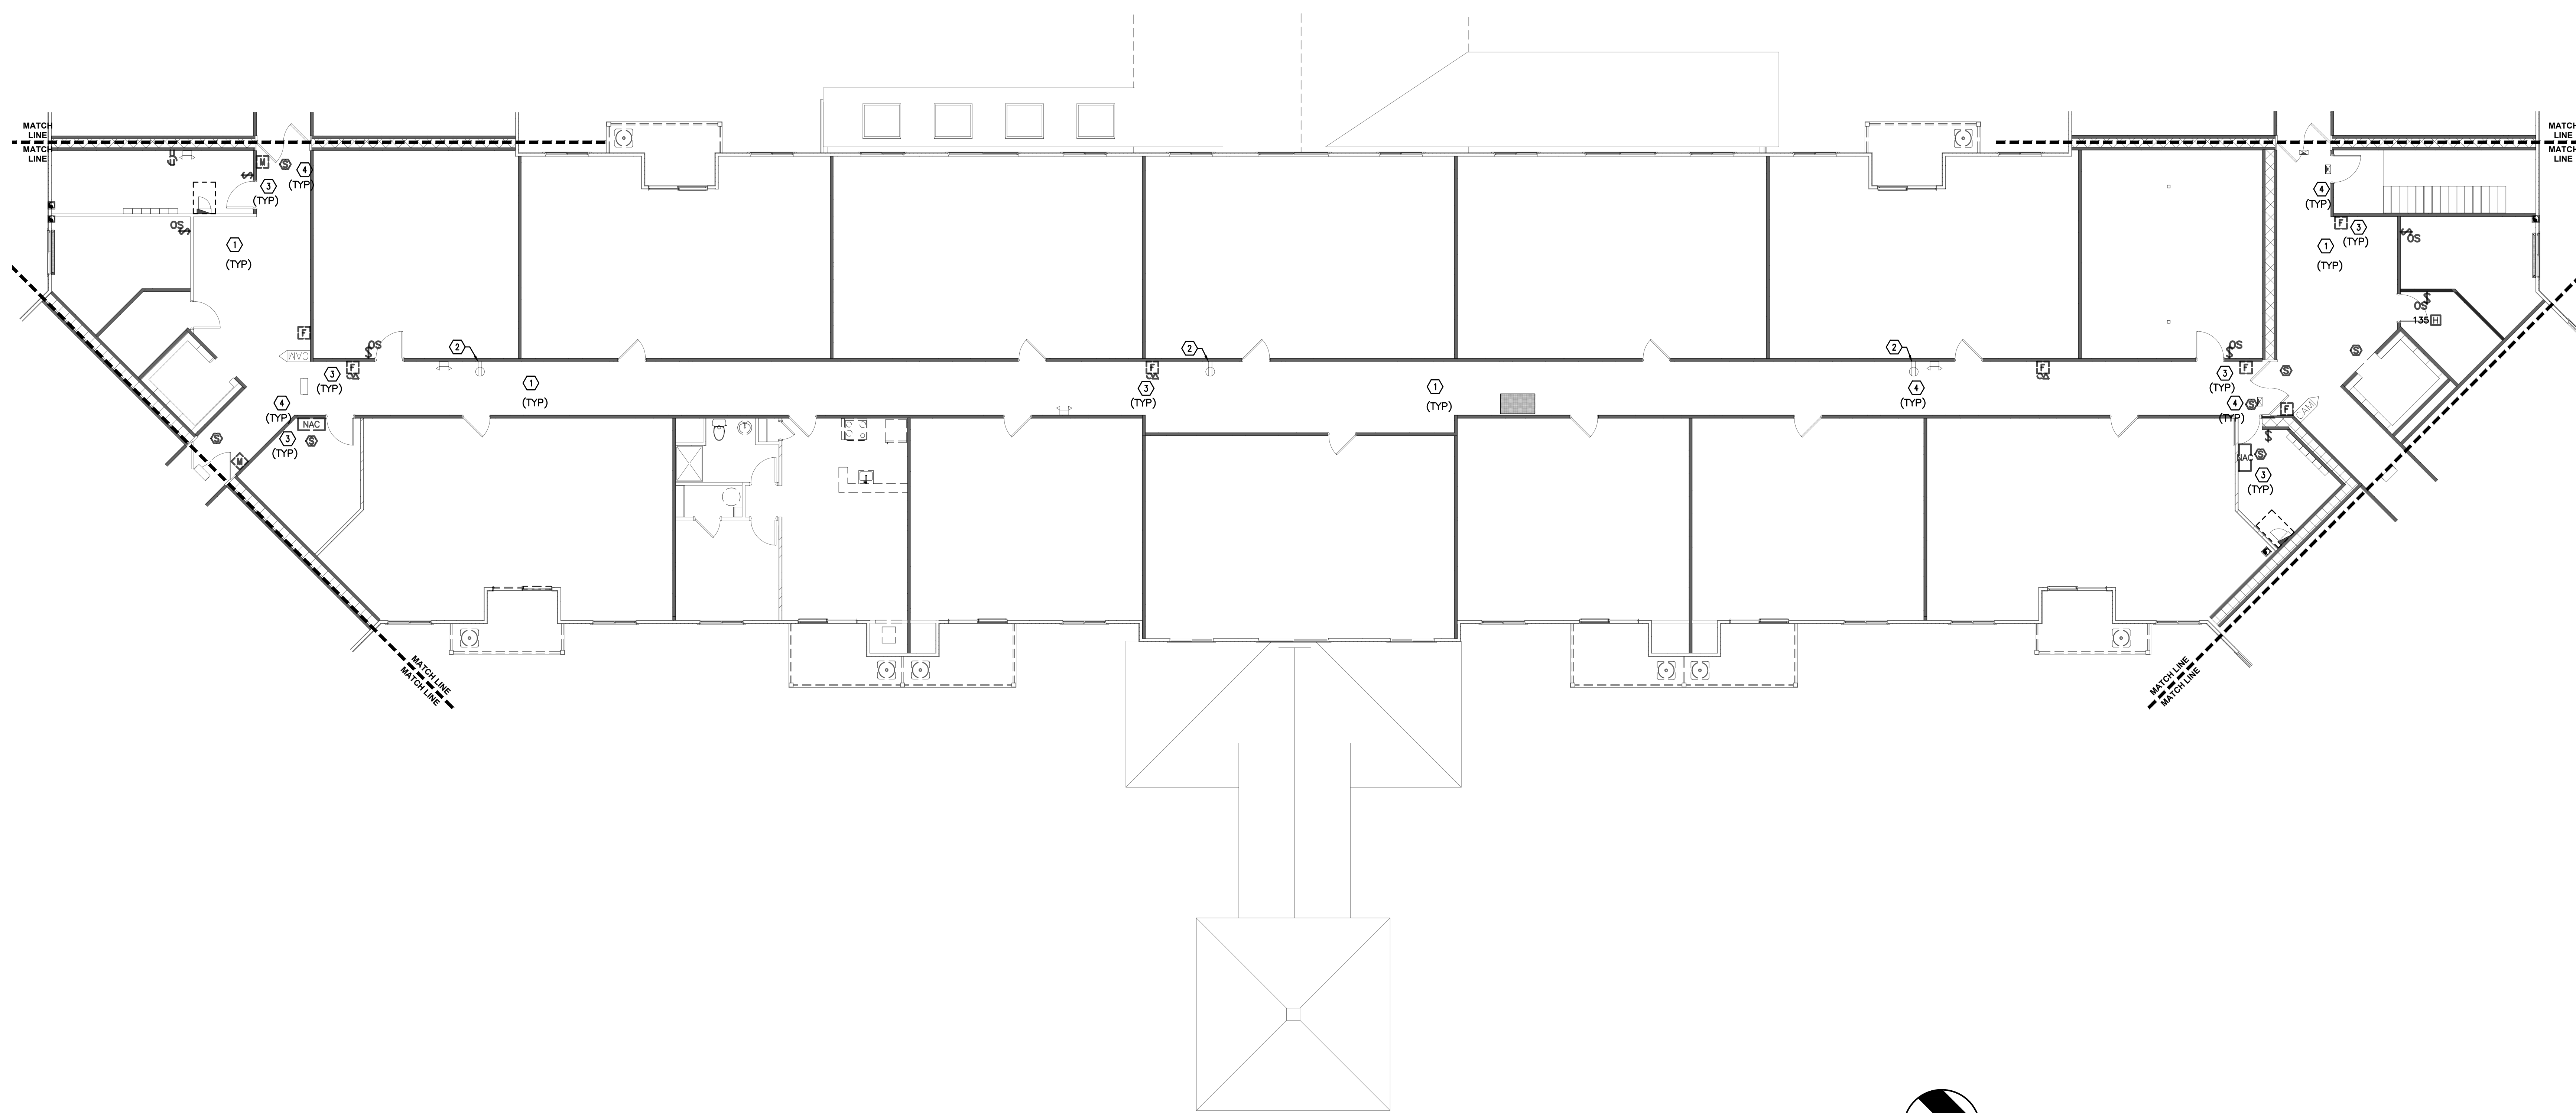 MATCH
LINE
MATCH
LINE
MATCH
LINE
MATCH
LINE
M
S
4
(TYP)
3
(TYP)
$
$
OS
$
1
(TYP)
F
CAM
OS
$
F
3
(TYP)
4
(TYP)
NAC
S
3
(TYP)
S
M
2
1
(TYP)
2
F
3
(TYP)
1
(TYP)
2
4
(TYP)
F
4
(TYP)
F
3
(TYP)
1
(TYP)
$
OS
OS
$
135 H
S
OS
$
F
3
(TYP)
S
4
(TYP)
S
F
CAM
$
NAC
S
3
(TYP)
T
MATCH LINE
MATCH LINE
MATCH LINE
MATCH LINE